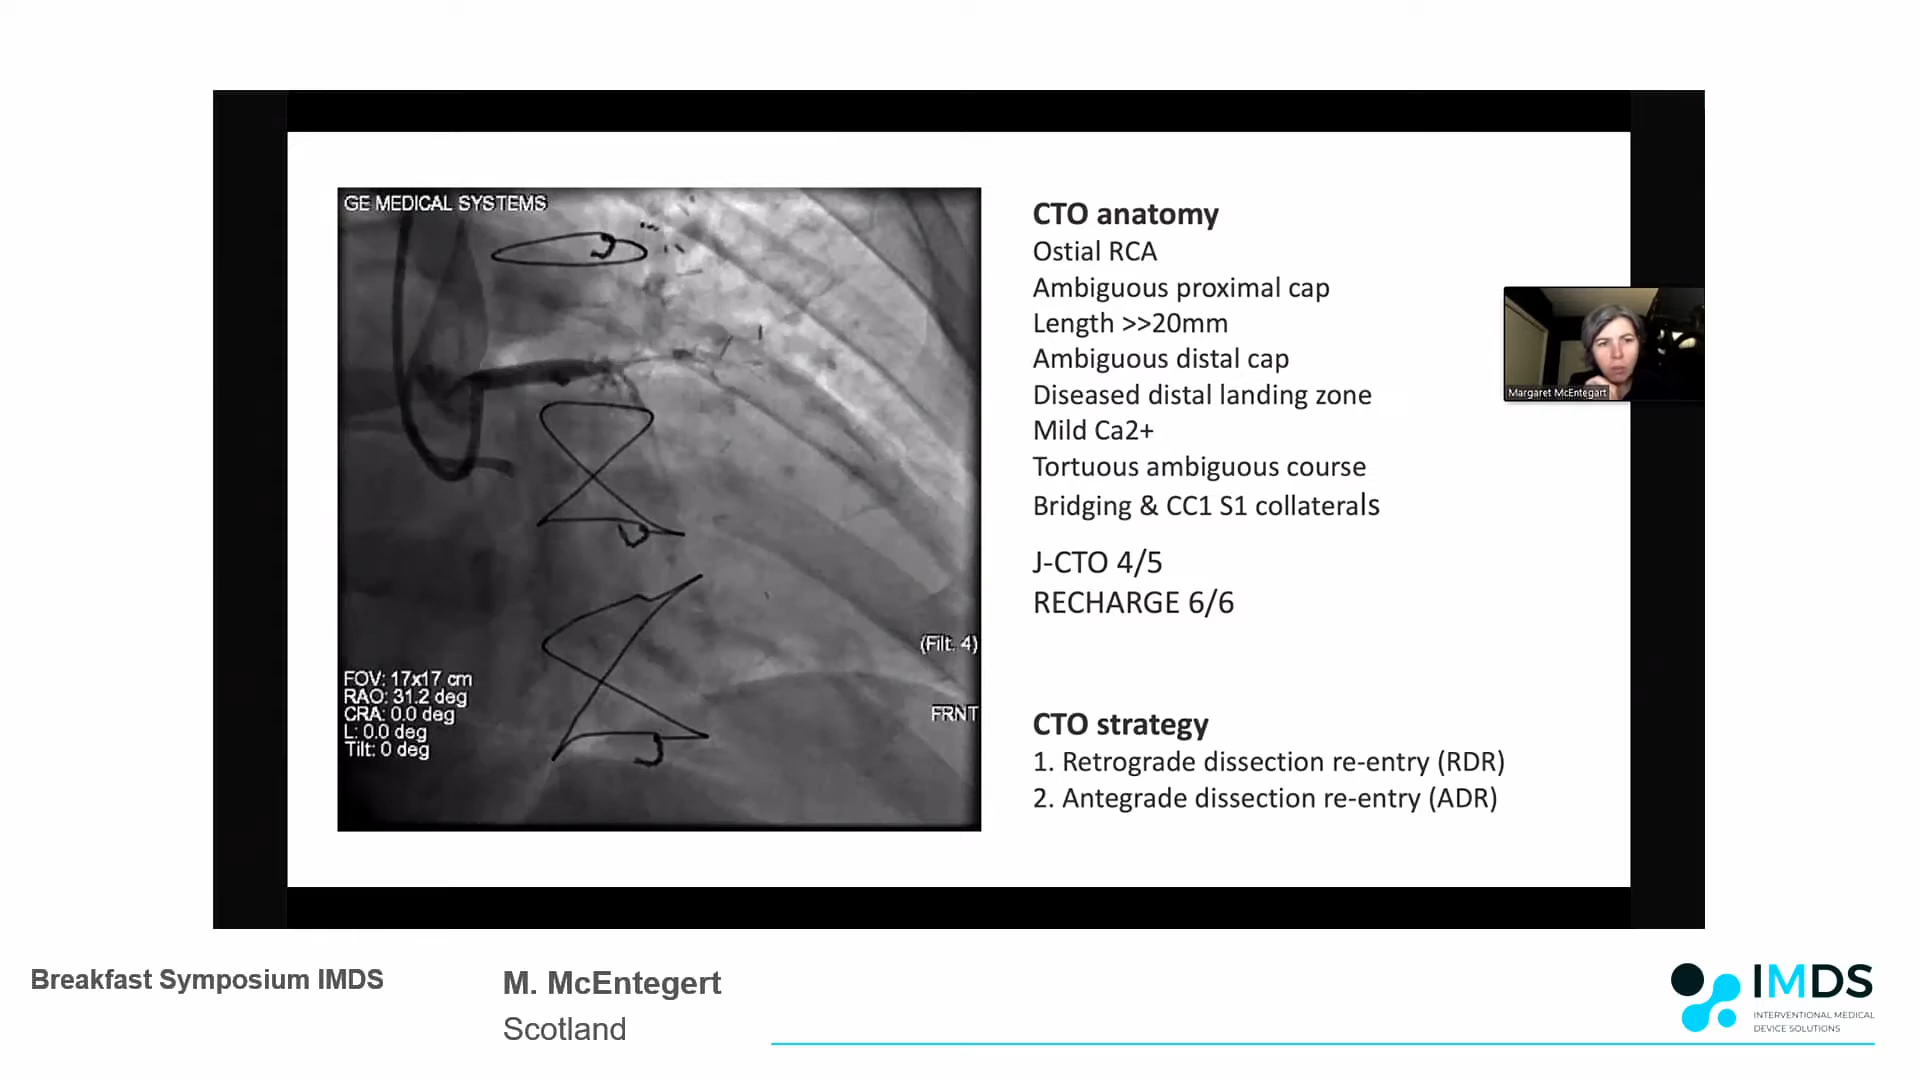 GE MEDICAL SYSTEMS
FOV: 17x17 cm
RAO: 31.2 deg
CRA: 0.0 deg
L: 0.0 deg
Tilt: 0 deg
(Filt. 4)
FRNT
CTO anatomy
Ostial RCA
Ambiguous proximal cap
Length >>20mm
Ambiguous distal cap
Diseased distal landing zone
Mild Ca2+
Tortuous ambiguous course
Bridging & CC1 S1 collaterals
J-CTO 4/5
RECHARGE 6/6
CTO strategy
1. Retrograde dissection re-entry (RDR)
2. Antegrade dissection re-entry (ADR)
Margaret McEntegart
Breakfast Symposium IMDS
M. McEntegert
Scotland
IMDS
INTERVENTIONAL MEDICAL
DEVICE SOLUTIONS